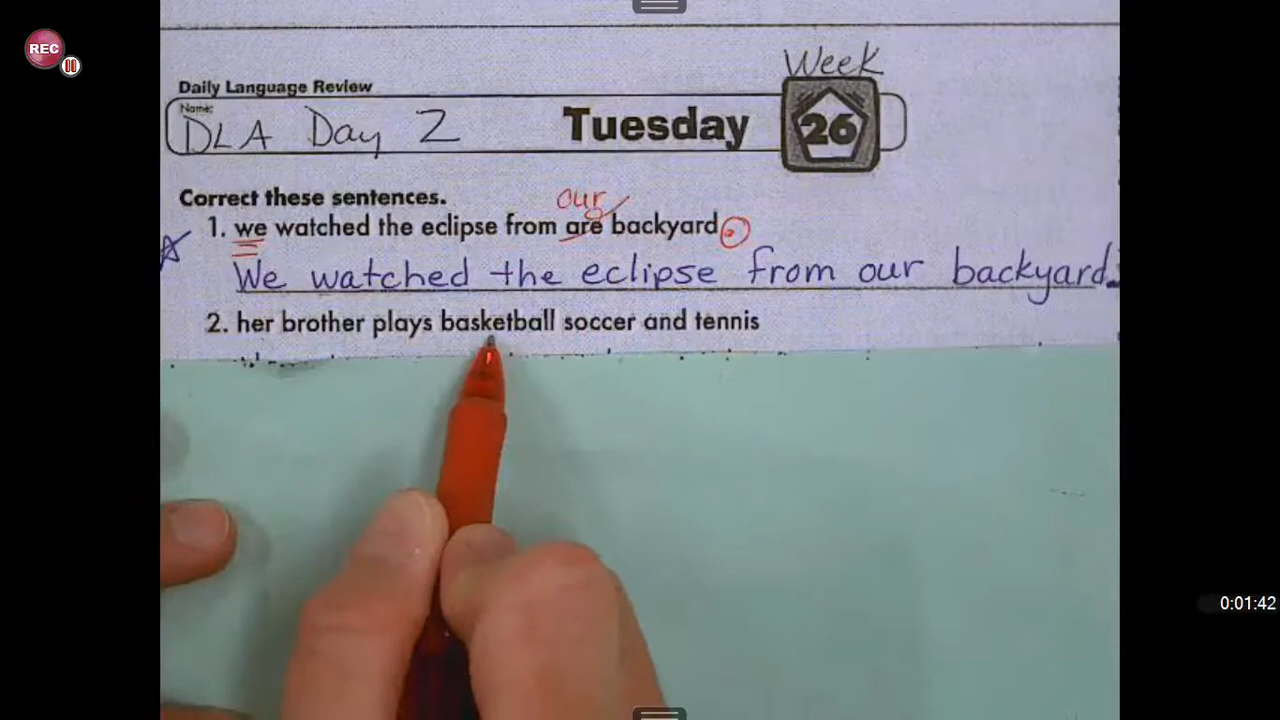 REC
Week
Daily Language Review
Name:
DLA Day 2 Tuesday 26
Correct these sentences.
our
1. we watched the eclipse from are backyard.
We watched the eclipse from our backyard.
2. her brother plays basketball soccer and tennis
0:01:42